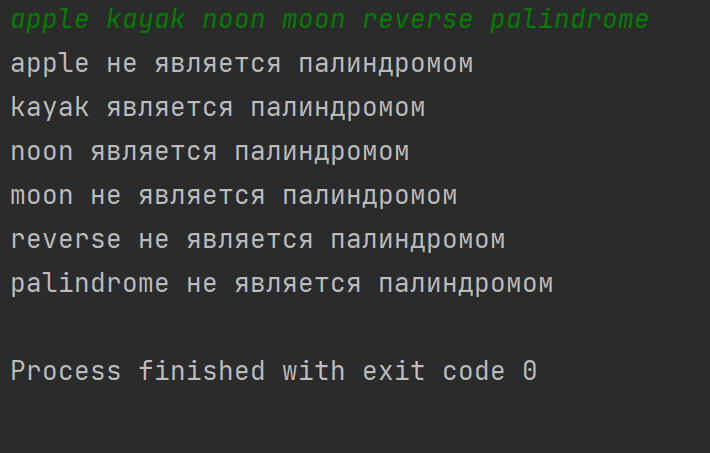 apple kayak noon moon reverse palindrome
apple не является палиндромом
kayak является палиндромом
noon является палиндромом
moon не является палиндромом
reverse не является палиндромом
palindrome не является палиндромом
Process finished with exit code 0